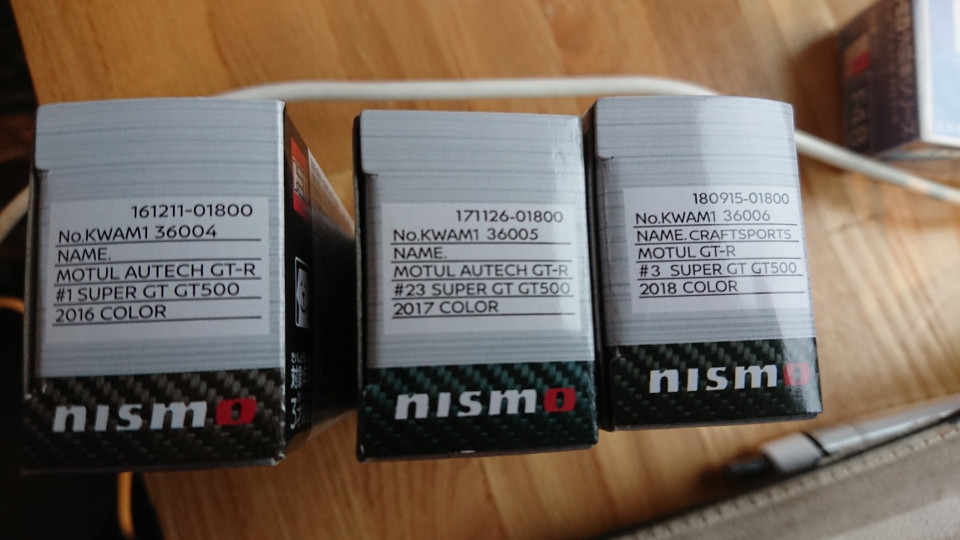 161211-01800
No.KWAM1 36004
NAME.
MOTUL AUTECH GT-R
#1 SUPER GT GT500
2016 COLOR
nismo
171126-01800
No.KWAM1 36005
NAME.
MOTUL AUTECH GT-R
#23 SUPER GT GT500
2017 COLOR
nismo
180915-01800
No.KWAM1 36006
NAME.CRAFTSPORTS
MOTUL GT-R
#3 SUPER GT GT500
2018 COLOR
nismo